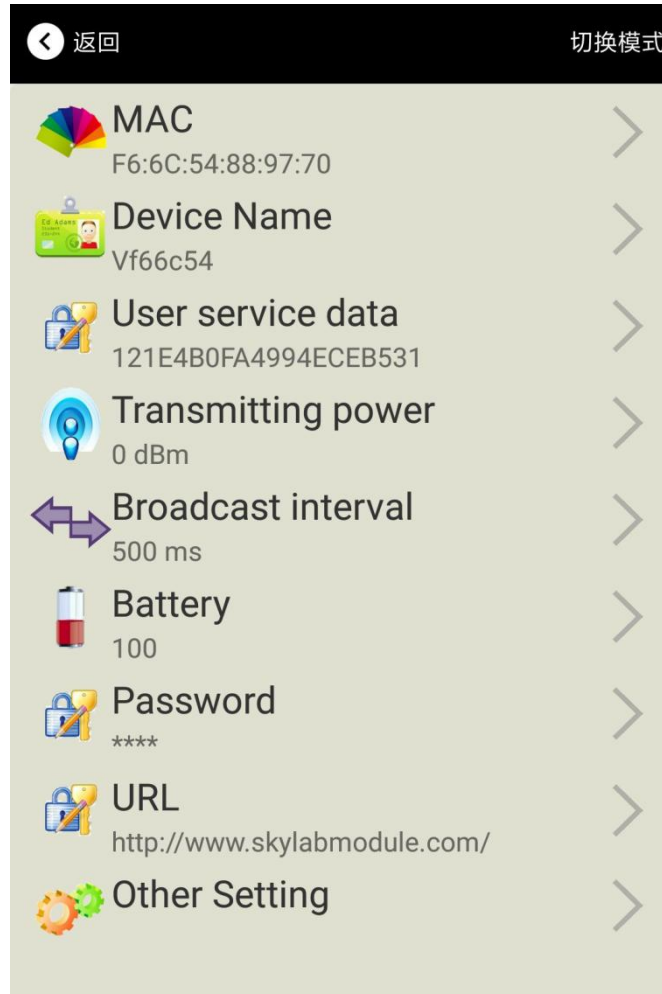 返回
切换模式
MAC
F6:6C:54:88:97:70
Device Name
Vf66c54
User service data
121E4B0FA4994ECEB531
Transmitting power
0 dBm
Broadcast interval
500 ms
Battery
100
Password
****
URL
http://www.skylabmodule.com/
Other Setting